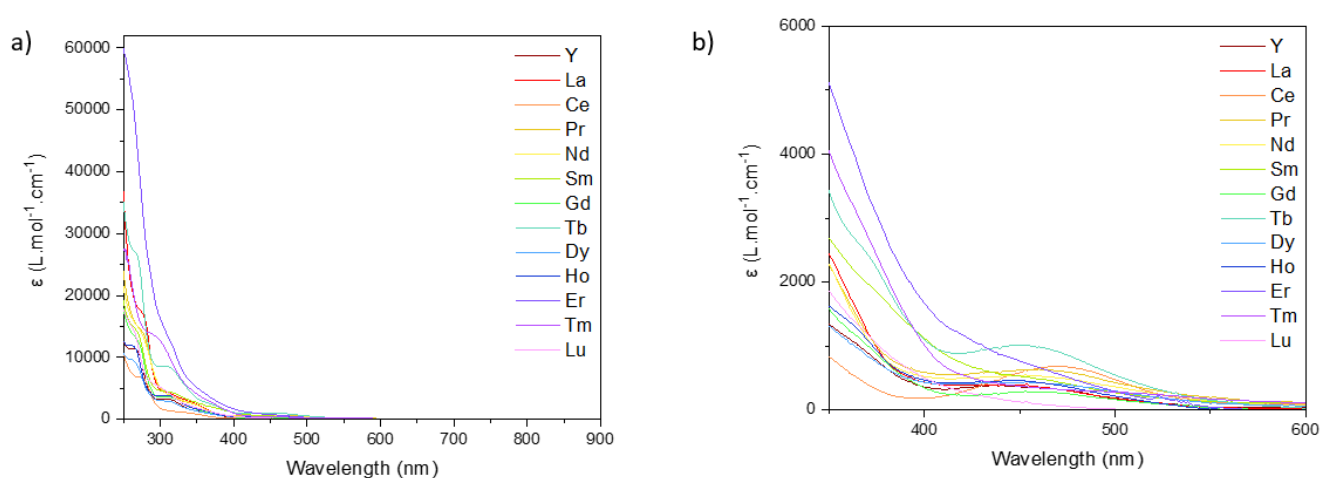 a)
60000
50000
40000
30000
20000
10000
0
ε (L.mol⁻¹.cm⁻¹)
300 400 500 600 700 800 900
Wavelength (nm)
Y
La
Ce
Pr
Nd
Sm
Gd
Tb
Dy
Ho
Er
Tm
Lu
b)
6000
4000
2000
0
ε (L.mol⁻¹.cm⁻¹)
400 500 600
Wavelength (nm)
Y
La
Ce
Pr
Nd
Sm
Gd
Tb
Dy
Ho
Er
Tm
Lu